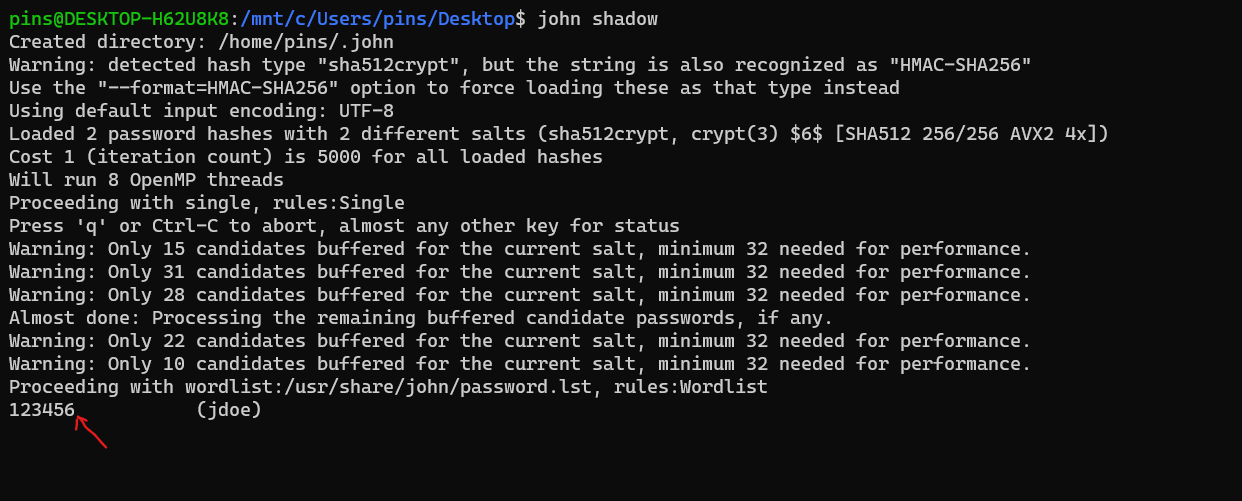 pins@DESKTOP-H62U8K8:/mnt/c/Users/pins/Desktop$ john shadow
Created directory: /home/pins/.john
Warning: detected hash type "sha512crypt", but the string is also recognized as "HMAC-SHA256"
Use the "--format=HMAC-SHA256" option to force loading these as that type instead
Using default input encoding: UTF-8
Loaded 2 password hashes with 2 different salts (sha512crypt, crypt(3) $6$ [SHA512 256/256 AVX2 4x])
Cost 1 (iteration count) is 5000 for all loaded hashes
Will run 8 OpenMP threads
Proceeding with single, rules:Single
Press 'q' or Ctrl-C to abort, almost any other key for status
Warning: Only 15 candidates buffered for the current salt, minimum 32 needed for performance.
Warning: Only 31 candidates buffered for the current salt, minimum 32 needed for performance.
Warning: Only 28 candidates buffered for the current salt, minimum 32 needed for performance.
Almost done: Processing the remaining buffered candidate passwords, if any.
Warning: Only 22 candidates buffered for the current salt, minimum 32 needed for performance.
Warning: Only 10 candidates buffered for the current salt, minimum 32 needed for performance.
Proceeding with wordlist:/usr/share/john/password.lst, rules:Wordlist
123456           (jdoe)